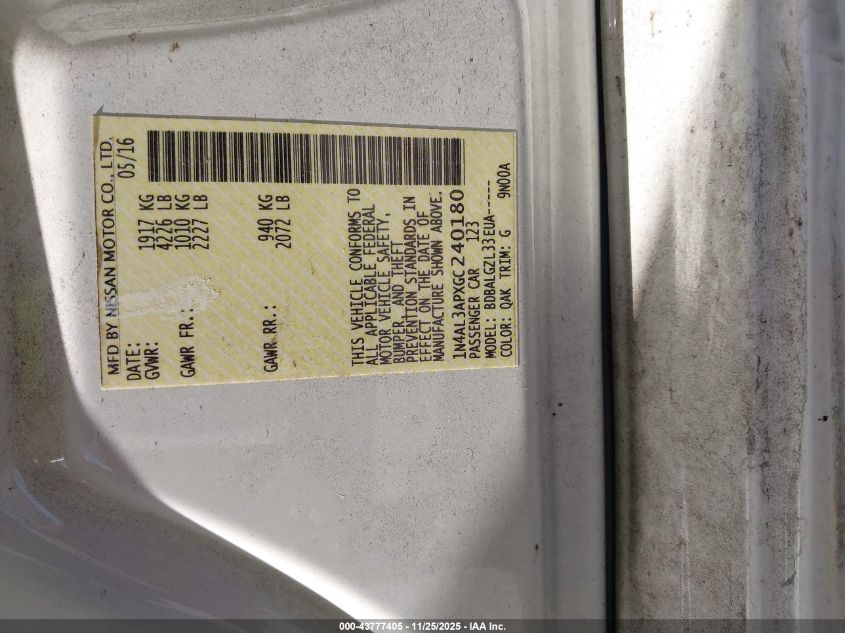 MFD BY NISSAN MOTOR CO., LTD.
DATE: 05/16
GVWR: 1917 KG
4226 LB
GAWR FR.: 1010 KG
2227 LB
GAWR RR.: 940 KG
2072 LB
THIS VEHICLE CONFORMS TO
ALL APPLICABLE FEDERAL
MOTOR VEHICLE SAFETY,
BUMPER, AND THEFT
PREVENTION STANDARDS IN
EFFECT ON THE DATE OF
MANUFACTURE SHOWN ABOVE.
1N4AL3APXGC240180
PASSENGER CAR 123
MODEL: BDBALGZL33EUA-----
COLOR: QAK TRIM: G 9N00A
000-43777405 - 11/25/2025 - IAA Inc.